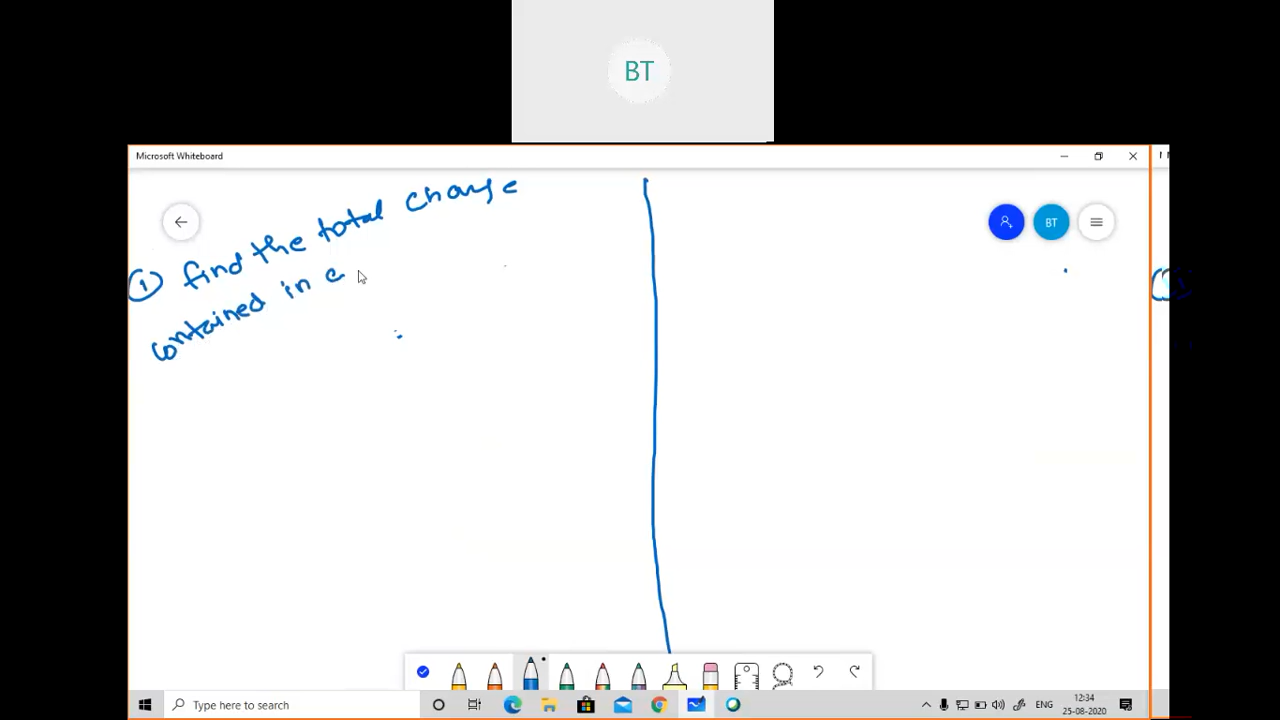 BT
Microsoft Whiteboard
BT
① find the total charge
contained in a
Type here to search
ENG
12:34
25-08-2020